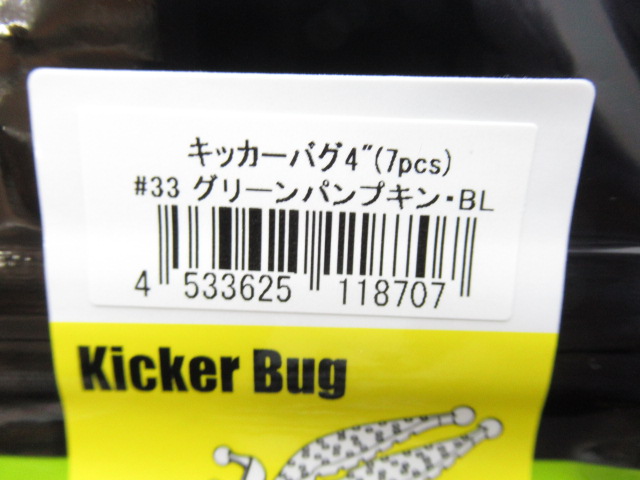 キッカーバグ4"(7pcs)
#33 グリーンパンプキン・BL
4 533625 118707
Kicker Bug